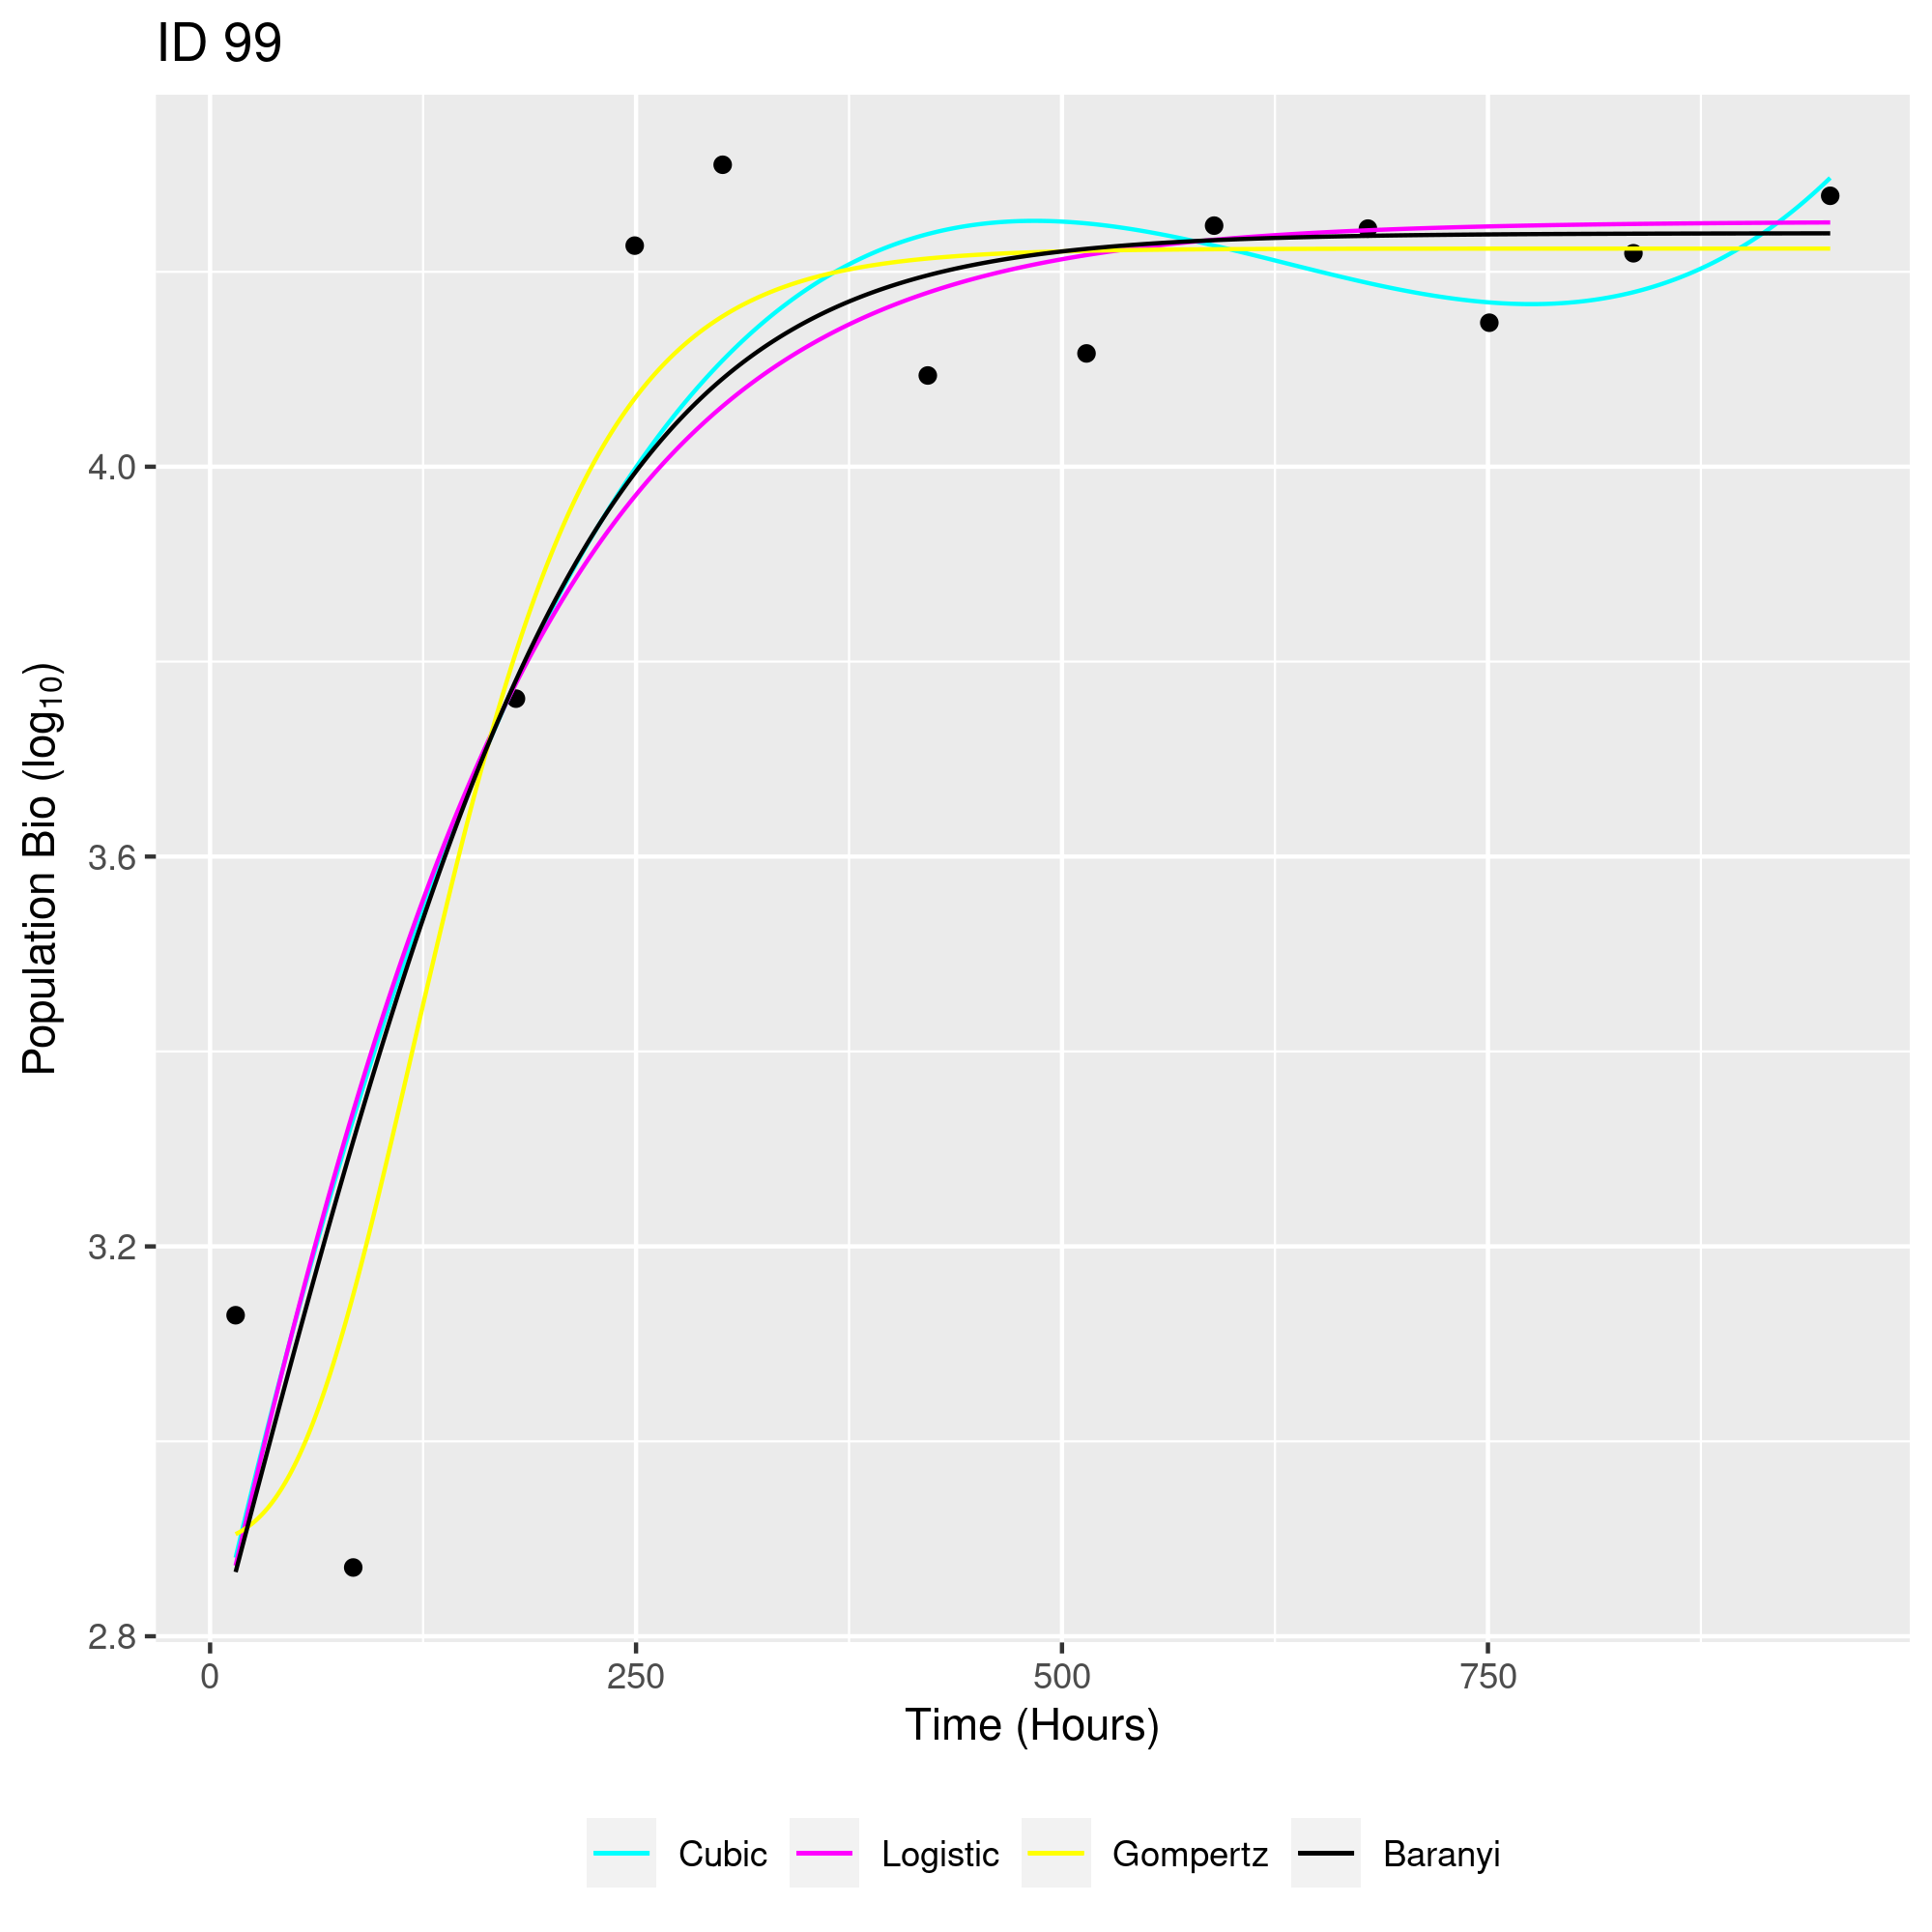 ID 99
Population Bio (log₁₀)
4.0
3.6
3.2
2.8
0 250 500 750
Time (Hours)
Cubic Logistic Gompertz Baranyi